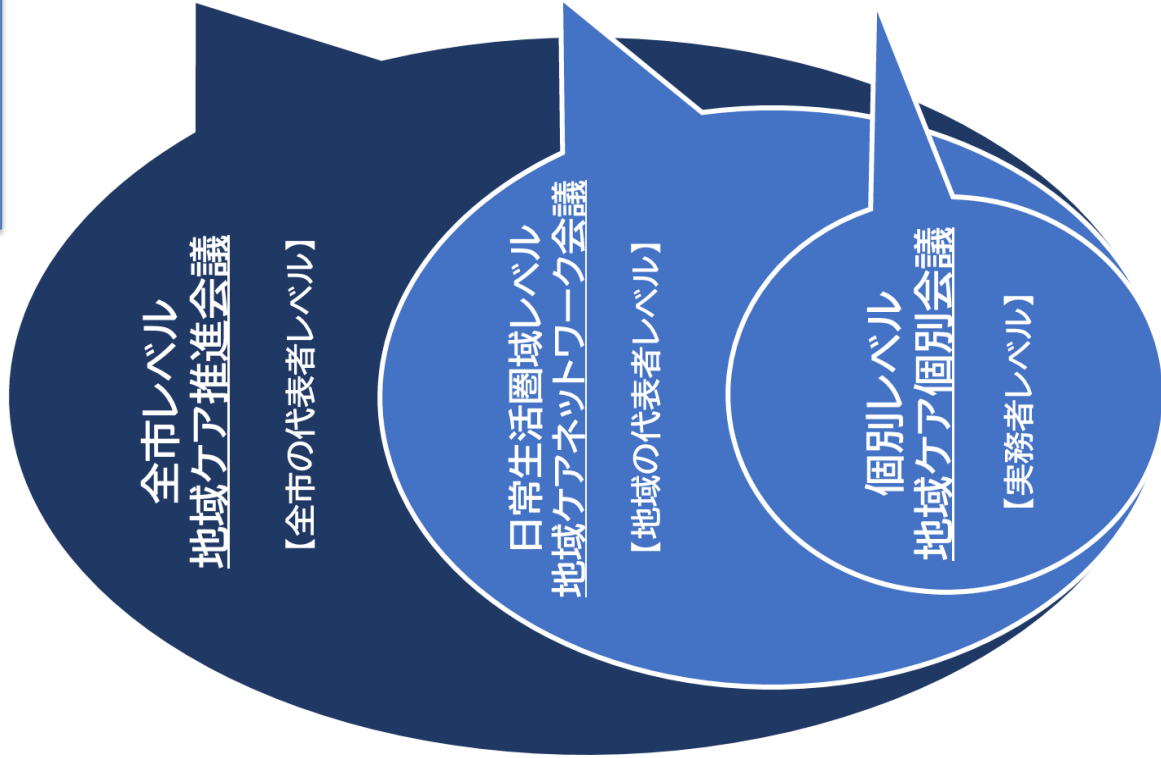 全市レベル
地域ケア推進会議
【全市の代表者レベル】
日常生活圏域レベル
地域ケアネットワーク会議
【地域の代表者レベル】
個別レベル
地域ケア個別会議
【実務者レベル】